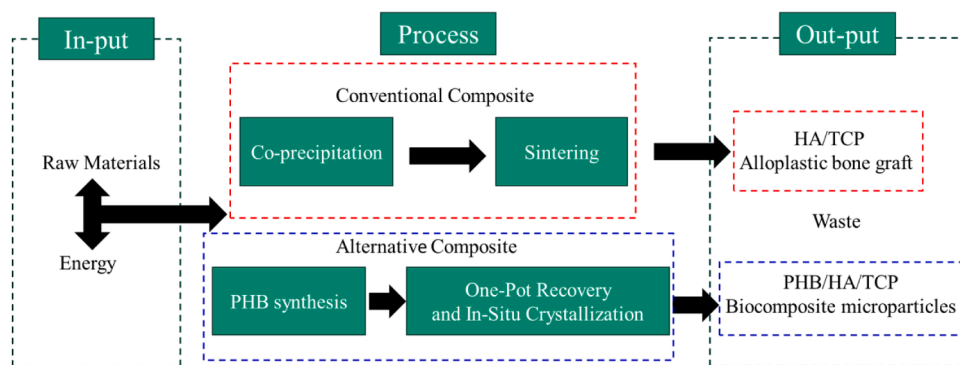 In-put
Process
Out-put
Conventional Composite
Co-precipitation
Sintering
HA/TCP
Alloplastic bone graft
Raw Materials
Energy
Waste
Alternative Composite
PHB synthesis
One-Pot Recovery
and In-Situ Crystallization
PHB/HA/TCP
Biocomposite microparticles